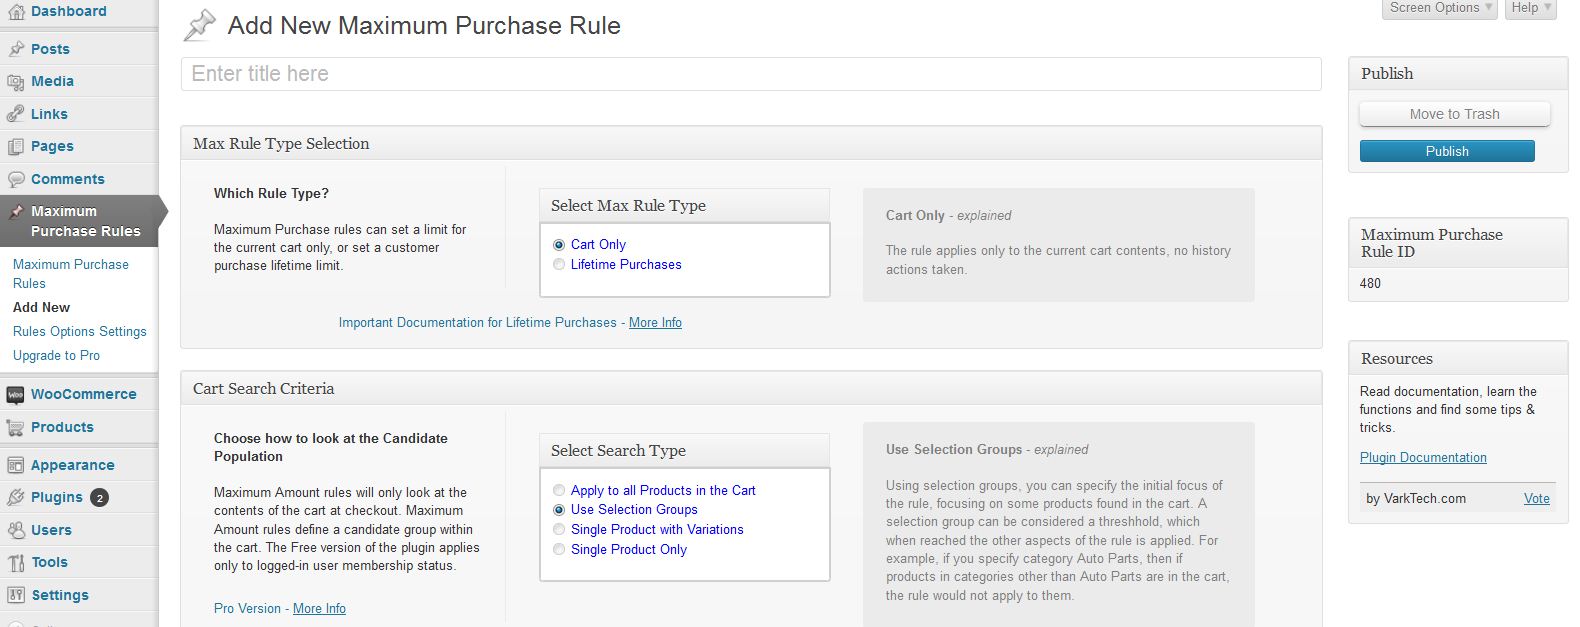 Screen Options
Help
Dashboard
Posts
Media
Links
Pages
Comments
Maximum
Purchase Rules
Maximum Purchase
Rules
Add New
Rules Options Settings
Upgrade to Pro
WooCommerce
Products
Appearance
Plugins 2
Users
Tools
Settings
Add New Maximum Purchase Rule
Enter title here
Max Rule Type Selection
Which Rule Type?
Maximum Purchase rules can set a limit for
the current cart only, or set a customer
purchase lifetime limit.
Select Max Rule Type
Cart Only
Lifetime Purchases
Cart Only - explained
The rule applies only to the current cart contents, no history
actions taken.
Important Documentation for Lifetime Purchases - More Info
Cart Search Criteria
Choose how to look at the Candidate
Population
Maximum Amount rules will only look at the
contents of the cart at checkout. Maximum
Amount rules define a candidate group within
the cart. The Free version of the plugin applies
only to logged-in user membership status.
Pro Version - More Info
Select Search Type
Apply to all Products in the Cart
Use Selection Groups
Single Product with Variations
Single Product Only
Use Selection Groups - explained
Using selection groups, you can specify the initial focus of
the rule, focusing on some products found in the cart. A
selection group can be considered a threshhold, which
when reached the other aspects of the rule is applied. For
example, if you specify category Auto Parts, then if
products in categories other than Auto Parts are in the cart,
the rule would not apply to them.
Publish
Move to Trash
Publish
Maximum Purchase
Rule ID
480
Resources
Read documentation, learn the
functions and find some tips &
tricks.
Plugin Documentation
by VarkTech.com
Vote